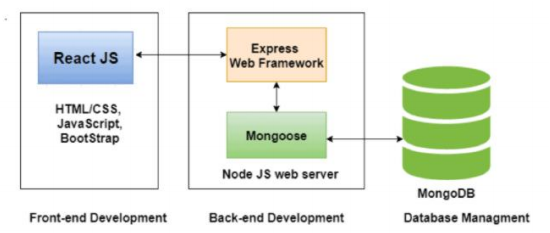 React JS
HTML/CSS,
JavaScript,
BootStrap
Front-end Development
Express
Web Framework
Mongoose
Node JS web server
Back-end Development
MongoDB
Database Managment